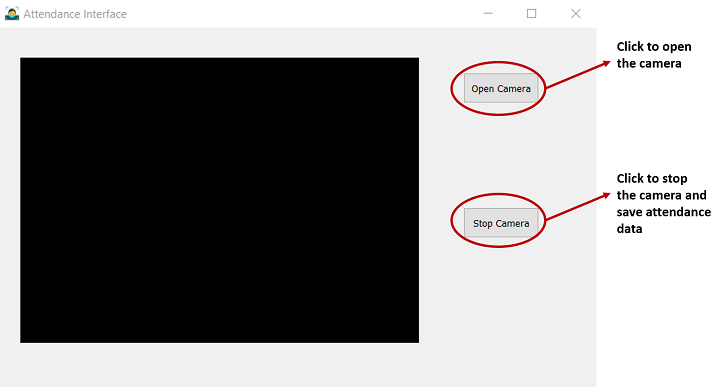 Attendance Interface
Click to open
the camera
Open Camera
Click to stop
the camera and
save attendance
data
Stop Camera